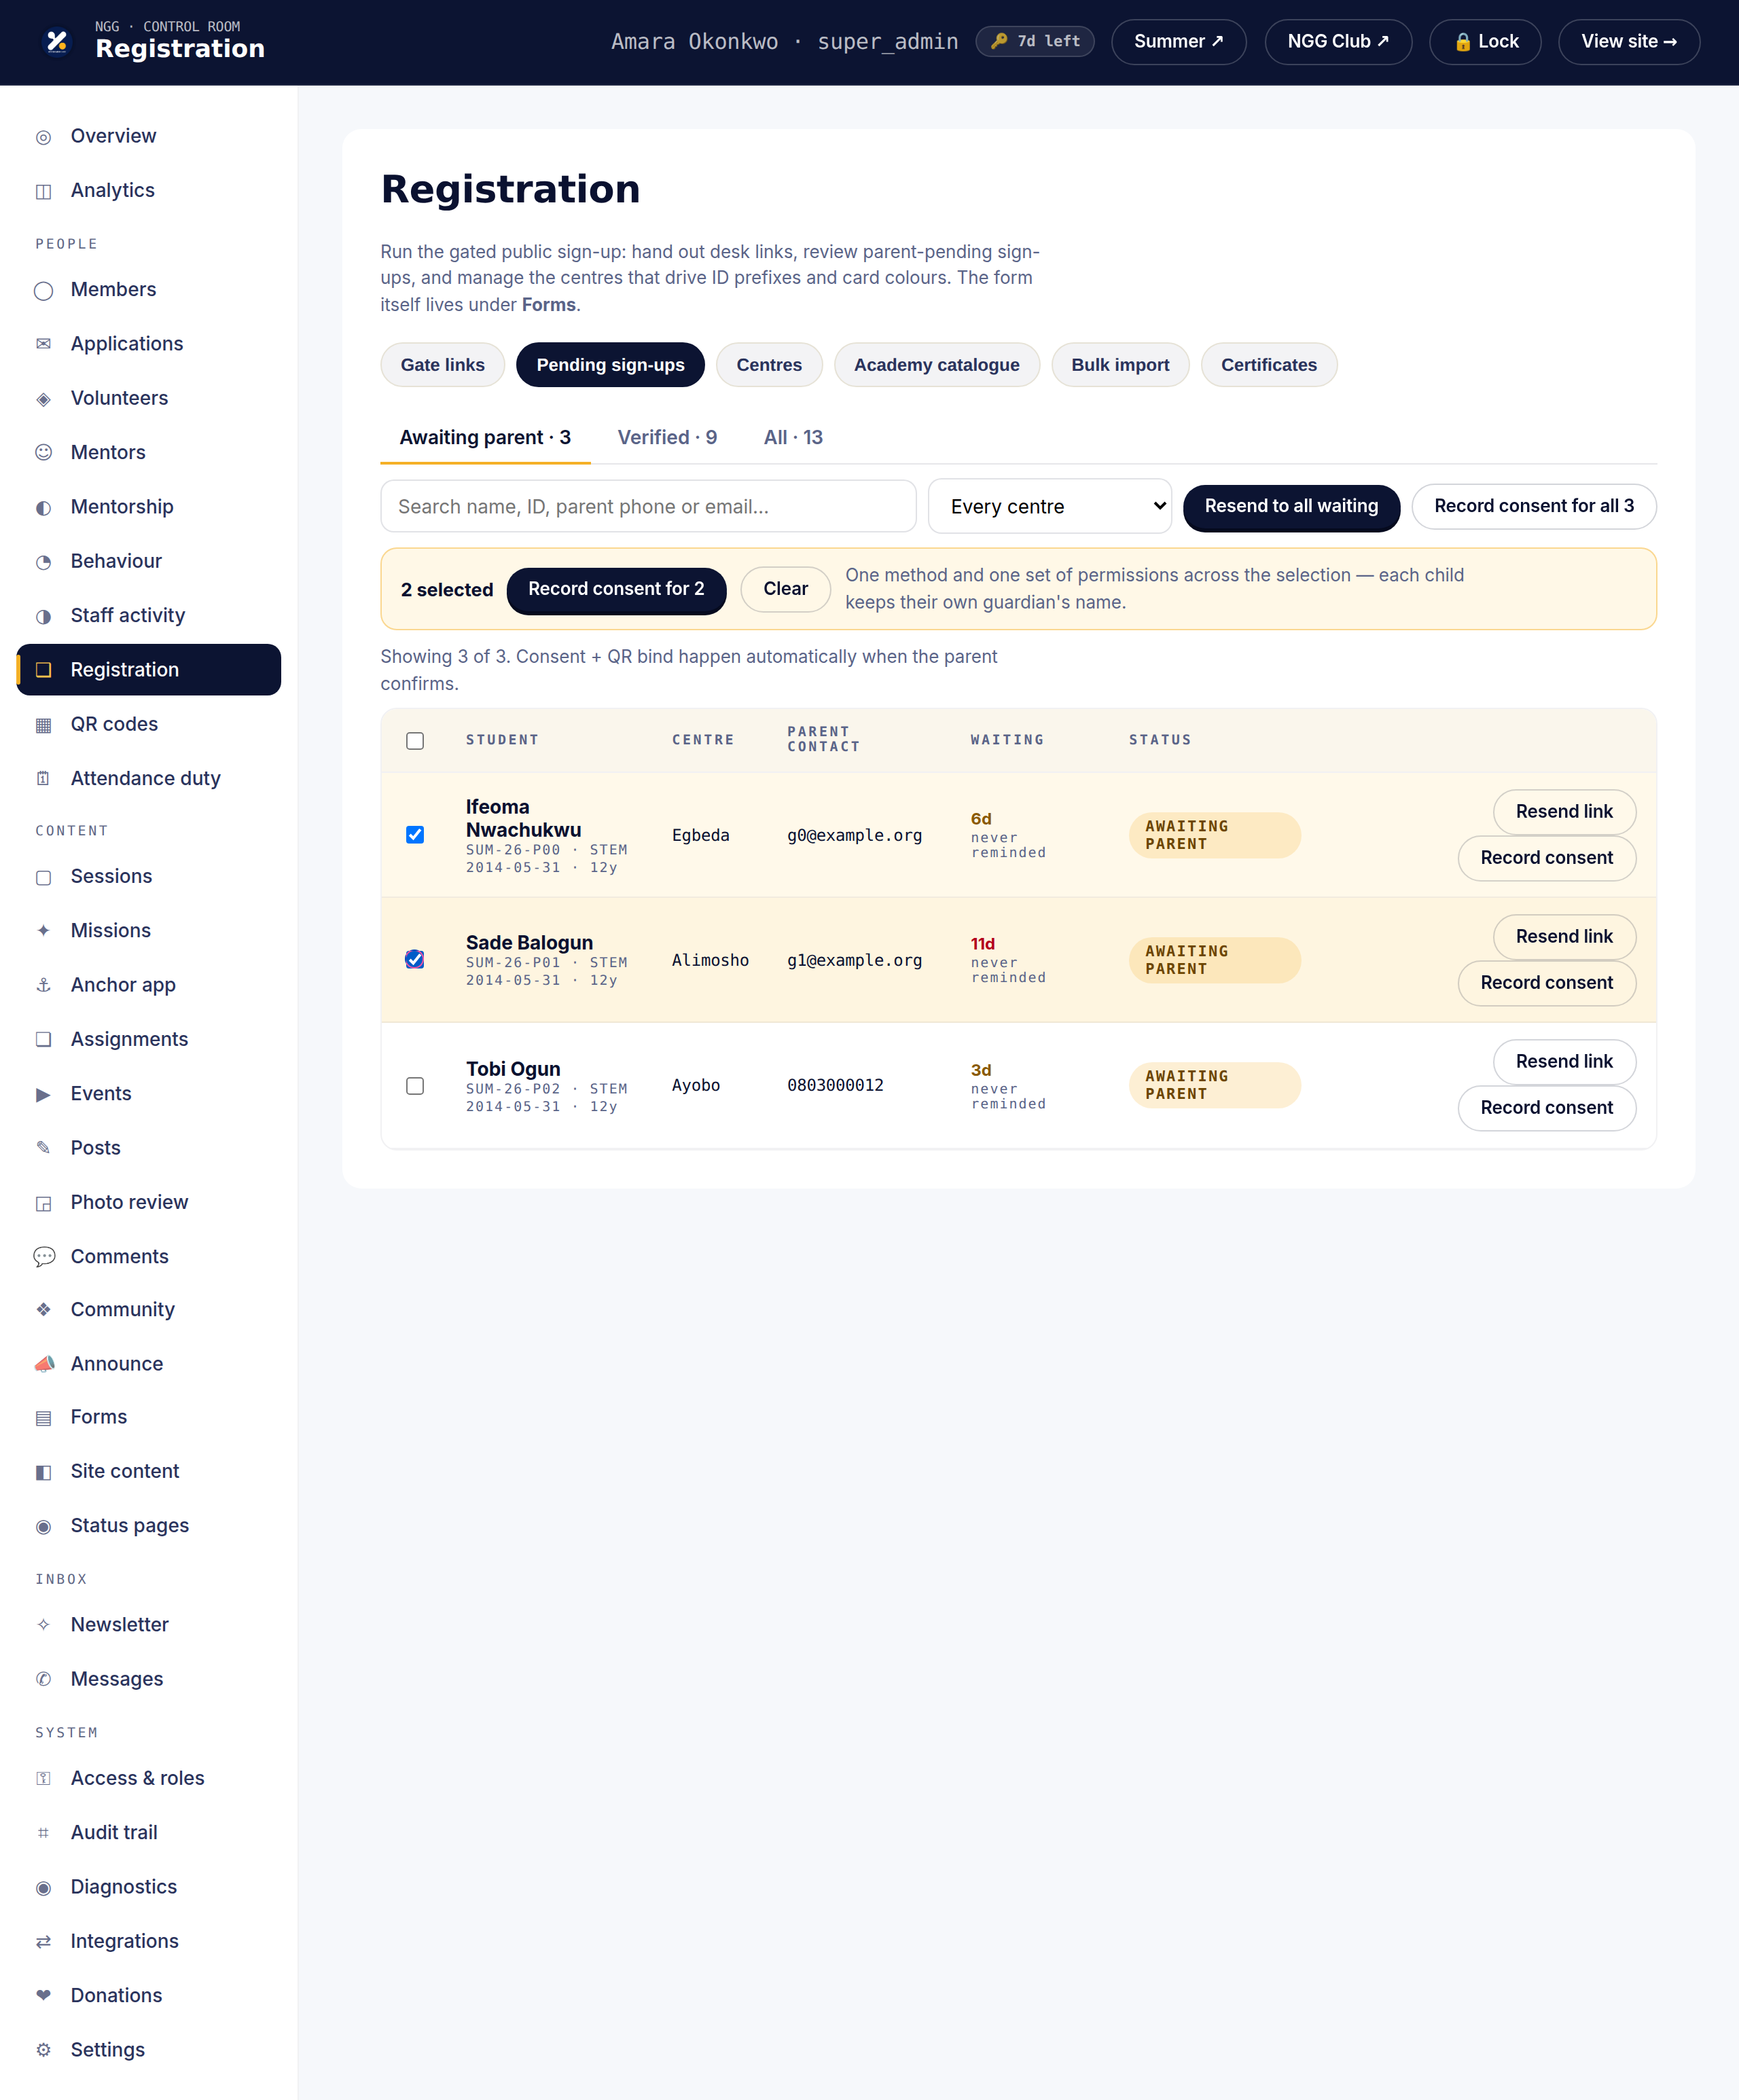 NGG · CONTROL ROOM
Registration
Amara Okonkwo · super_admin
7d left
Summer ↗
NGG Club ↗
Lock
View site →
Overview
Analytics
PEOPLE
Members
Applications
Volunteers
Mentors
Mentorship
Behaviour
Staff activity
Registration
QR codes
Attendance duty
CONTENT
Sessions
Missions
Anchor app
Assignments
Events
Posts
Photo review
Comments
Community
Announce
Forms
Site content
Status pages
INBOX
Newsletter
Messages
SYSTEM
Access & roles
Audit trail
Diagnostics
Integrations
Donations
Settings
Registration
Run the gated public sign-up: hand out desk links, review parent-pending sign-
ups, and manage the centres that drive ID prefixes and card colours. The form
itself lives under Forms.
Gate links
Pending sign-ups
Centres
Academy catalogue
Bulk import
Certificates
Awaiting parent · 3
Verified · 9
All · 13
Search name, ID, parent phone or email...
Every centre
Resend to all waiting
Record consent for all 3
2 selected
Record consent for 2
Clear
One method and one set of permissions across the selection — each child
keeps their own guardian's name.
Showing 3 of 3. Consent + QR bind happen automatically when the parent
confirms.
STUDENT
CENTRE
PARENT
CONTACT
WAITING
STATUS
Ifeoma
Nwachukwu
SUM-26-P00 · STEM
2014-05-31 · 12y
Egbeda
g0@example.org
6d
never
reminded
AWAITING
PARENT
Resend link
Record consent
Sade Balogun
SUM-26-P01 · STEM
2014-05-31 · 12y
Alimosho
g1@example.org
11d
never
reminded
AWAITING
PARENT
Resend link
Record consent
Tobi Ogun
SUM-26-P02 · STEM
2014-05-31 · 12y
Ayobo
0803000012
3d
never
reminded
AWAITING
PARENT
Resend link
Record consent